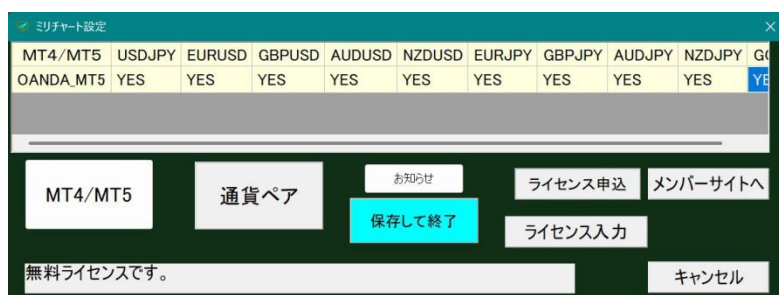 ミリチャート設定
MT4/MT5 USDJPY EURUSD GBPUSD AUDUSD NZDUSD EURJPY GBPJPY AUDJPY NZDJPY
OANDA_MT5 YES YES YES YES YES YES YES YES YES YE
MT4/MT5
通貨ペア
お知らせ
保存して終了
ライセンス申込
メンバーサイトへ
ライセンス入力
無料ライセンスです。
キャンセル